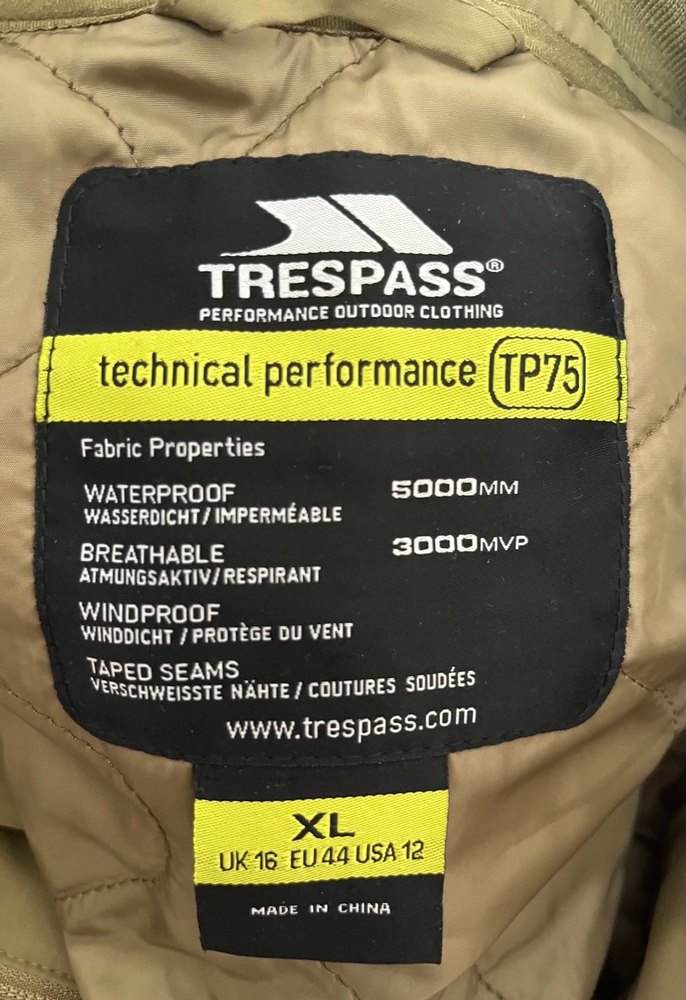 TRESPASS®
PERFORMANCE OUTDOOR CLOTHING
technical performance TP75
Fabric Properties
WATERPROOF 5000MM
WASSERDICHT/IMPERMÉABLE
BREATHABLE 3000MVP
ATMUNGSAKTIV/RESPIRANT
WINDPROOF
WINDDICHT / PROTÈGE DU VENT
TAPED SEAMS
VERSCHWEISSTE NÄHTE / COUTURES SOUDÉES
www.trespass.com
XL
UK 16 EU 44 USA 12
MADE IN CHINA